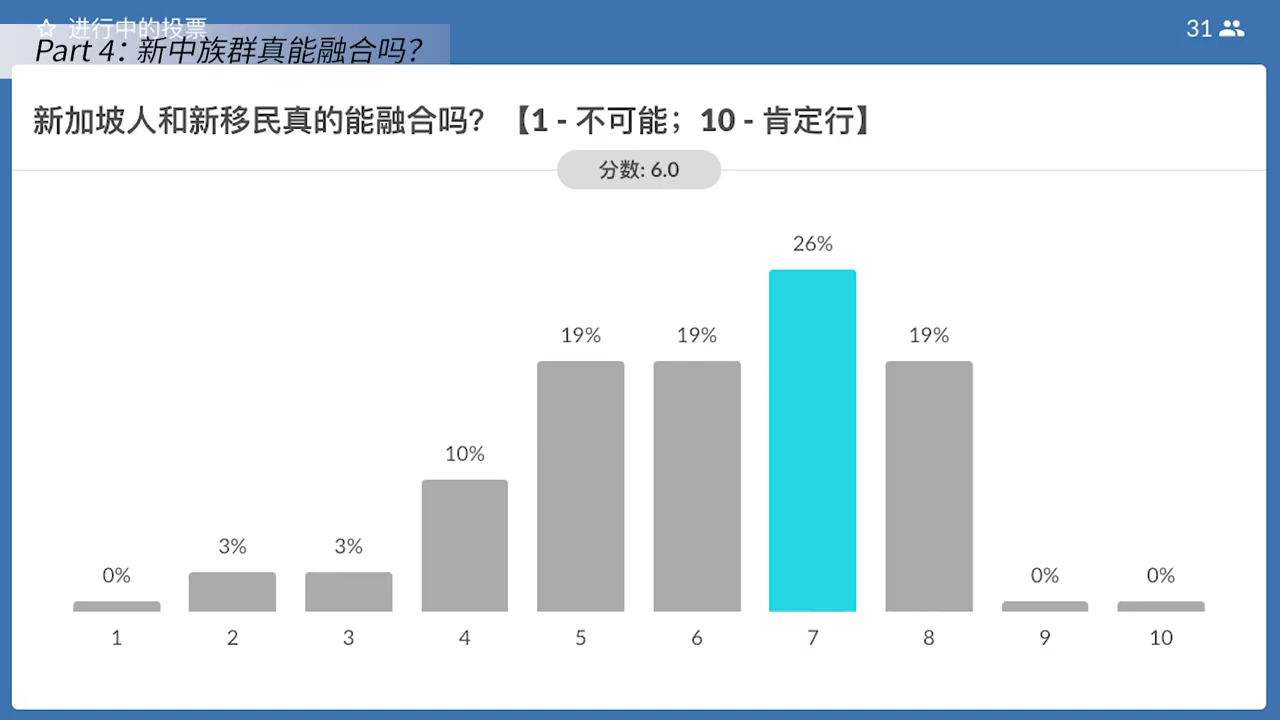 进行中的投票
31
Part 4：新中族群真能融合吗？
新加坡人和新移民真的能融合吗？【1 - 不可能；10 - 肯定行】
分数: 6.0
0% 3% 3% 10% 19% 19% 26% 19% 0% 0%
1 2 3 4 5 6 7 8 9 10